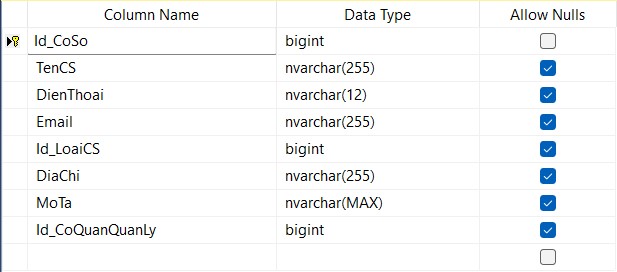 Column Name Data Type Allow Nulls
Id_CoSo bigint
TenCS nvarchar(255)
DienThoai nvarchar(12)
Email nvarchar(255)
Id_LoaiCS bigint
DiaChi nvarchar(255)
MoTa nvarchar(MAX)
Id_CoQuanQuanLy bigint